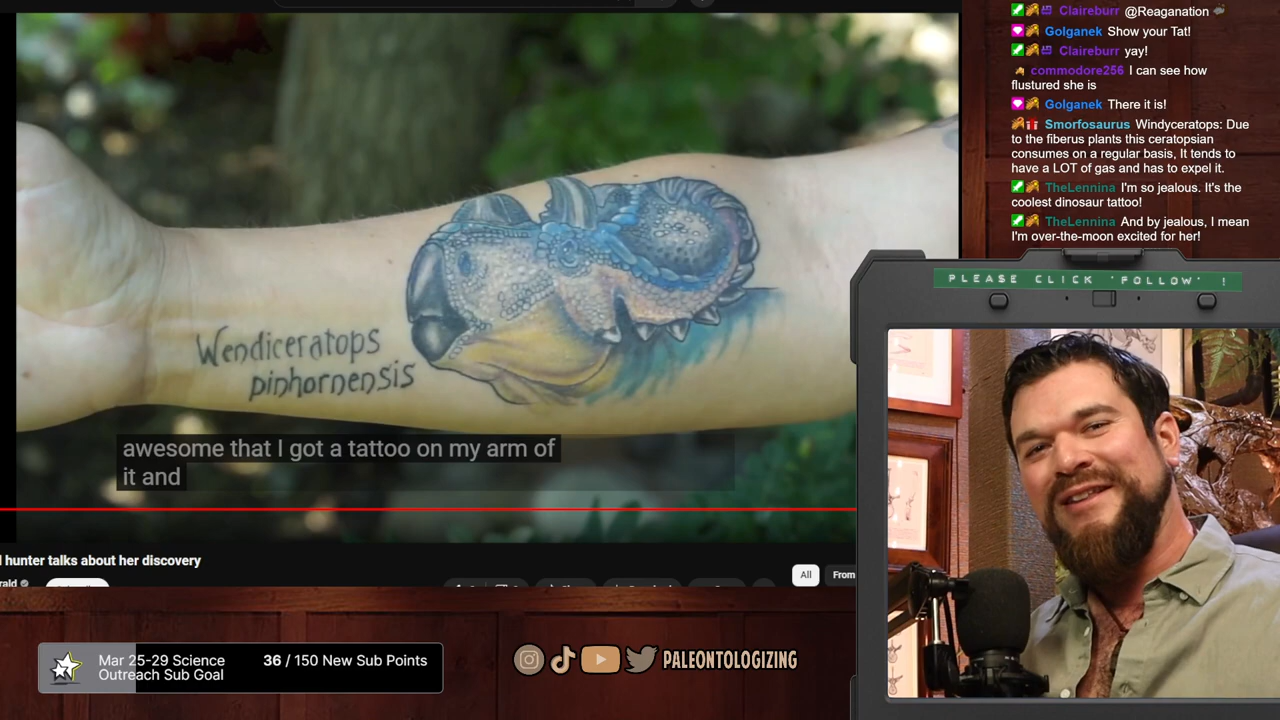 Wendiceratops
pinhornensis
awesome that I got a tattoo on my arm of
it and
hunter talks about her discovery
All
From
Mar 25-29 Science
Outreach Sub Goal
36 / 150 New Sub Points
PALEONTOLOGIZING
Claireburr @Reaganation
Golganek Show your Tat!
Claireburr yay!
commodore256 I can see how
flustured she is
Golganek There it is!
Smorfosaurus Windyceratops: Due
to the fiberus plants this ceratopsian
consumes on a regular basis, It tends to
have a LOT of gas and has to expel it.
TheLennina I'm so jealous. It's the
coolest dinosaur tattoo!
TheLennina And by jealous, I mean
I'm over-the-moon excited for her!
PLEASE CLICK 'FOLLOW' !